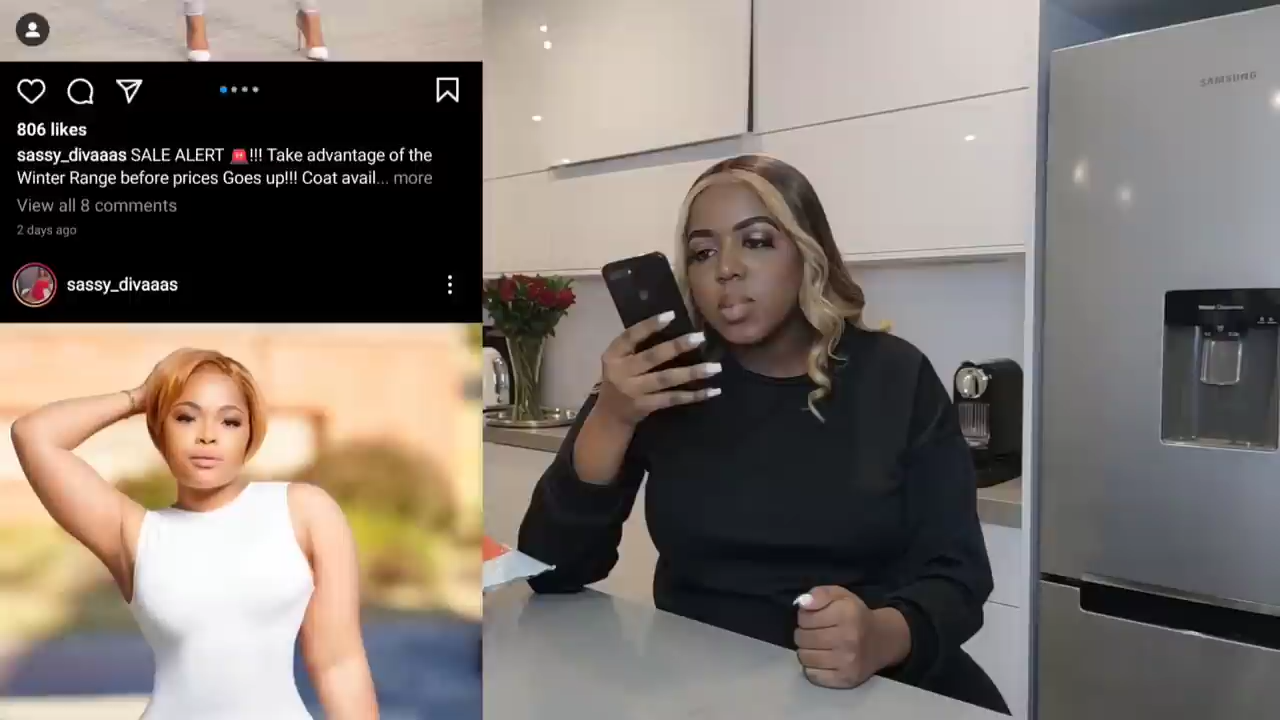 806 likes
sassy_divaaas SALE ALERT 🚨!!! Take advantage of the
Winter Range before prices Goes up!!! Coat avail... more
View all 8 comments
2 days ago
sassy_divaaas
SAMSUNG